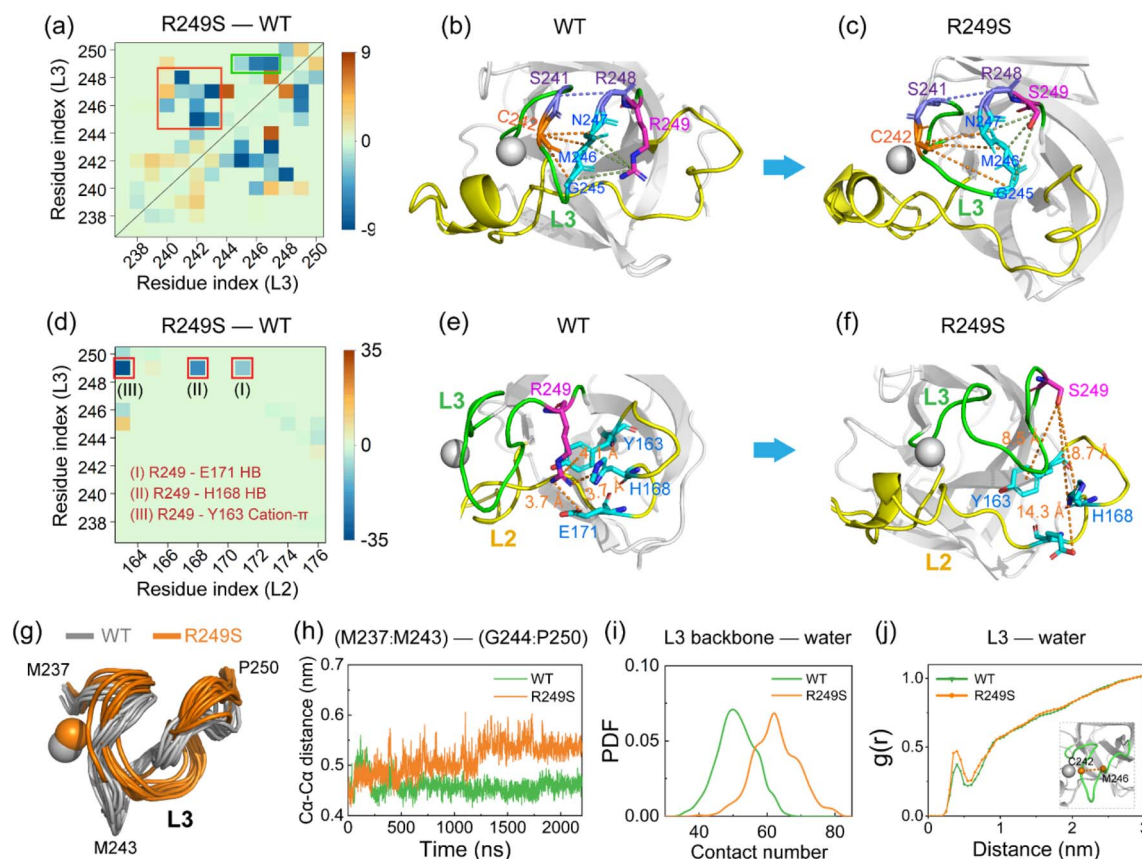 (a) R249S — WT
250
248
246
244
242
240
238
Residue index (L3)
238 240 242 244 246 248 250
Residue index (L3)
9
0
-9
(b) WT
S241
R248
C242
N247
R249
M246
G245
L3
(c) R249S
S241
R248
S249
C242
N247
M246
G245
L3
(d) R249S — WT
250
248
246
244
242
240
238
Residue index (L3)
(III) (II) (I)
(I) R249 - E171 HB
(II) R249 - H168 HB
(III) R249 - Y163 Cation-π
164 166 168 170 172 174 176
Residue index (L2)
35
0
-35
(e) WT
L3
R249
Y163
3.7 Å
3.7 Å
H168
E171
L2
(f) R249S
L3
S249
8.7 Å
Y163
14.3 Å
H168
L2
(g) WT R249S
M237
P250
M243
L3
(h) (M237:M243) — (G244:P250)
Cα-Cα distance (nm)
0.7
0.6
0.5
0.4
WT
R249S
0 500 1000 1500 2000
Time (ns)
(i) L3 backbone — water
PDF
0.10
0.05
0.00
WT
R249S
40 60 80
Contact number
(j) L3 — water
g(r)
1.0
0.5
0.0
WT
R249S
C242
M246
0 1 2 3
Distance (nm)